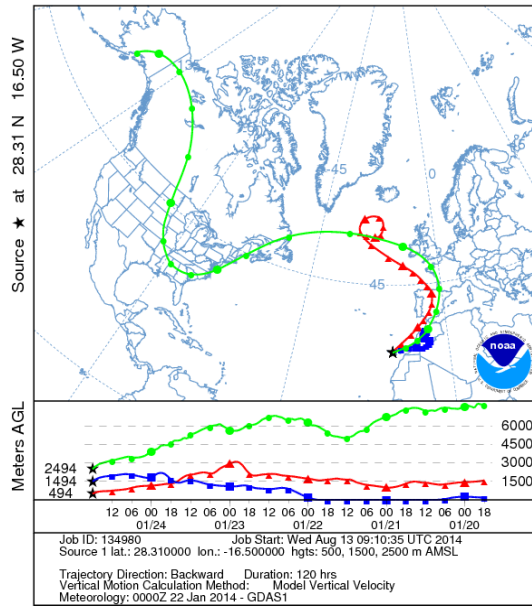 Source ★ at 28.31 N 16.50 W
-45
0
45
noaa
Meters AGL
6000
4500
3000
1500
2494
1494
494
12 06 00 18 12 06 00 18 12 06 00 18 12 06 00 18 12 06 00 18
01/24 01/23 01/22 01/21 01/20
Job ID: 134980 Job Start: Wed Aug 13 09:10:35 UTC 2014
Source 1 lat.: 28.310000 lon.: -16.500000 hgts: 500, 1500, 2500 m AMSL
Trajectory Direction: Backward Duration: 120 hrs
Vertical Motion Calculation Method: Model Vertical Velocity
Meteorology: 0000Z 22 Jan 2014 - GDAS1